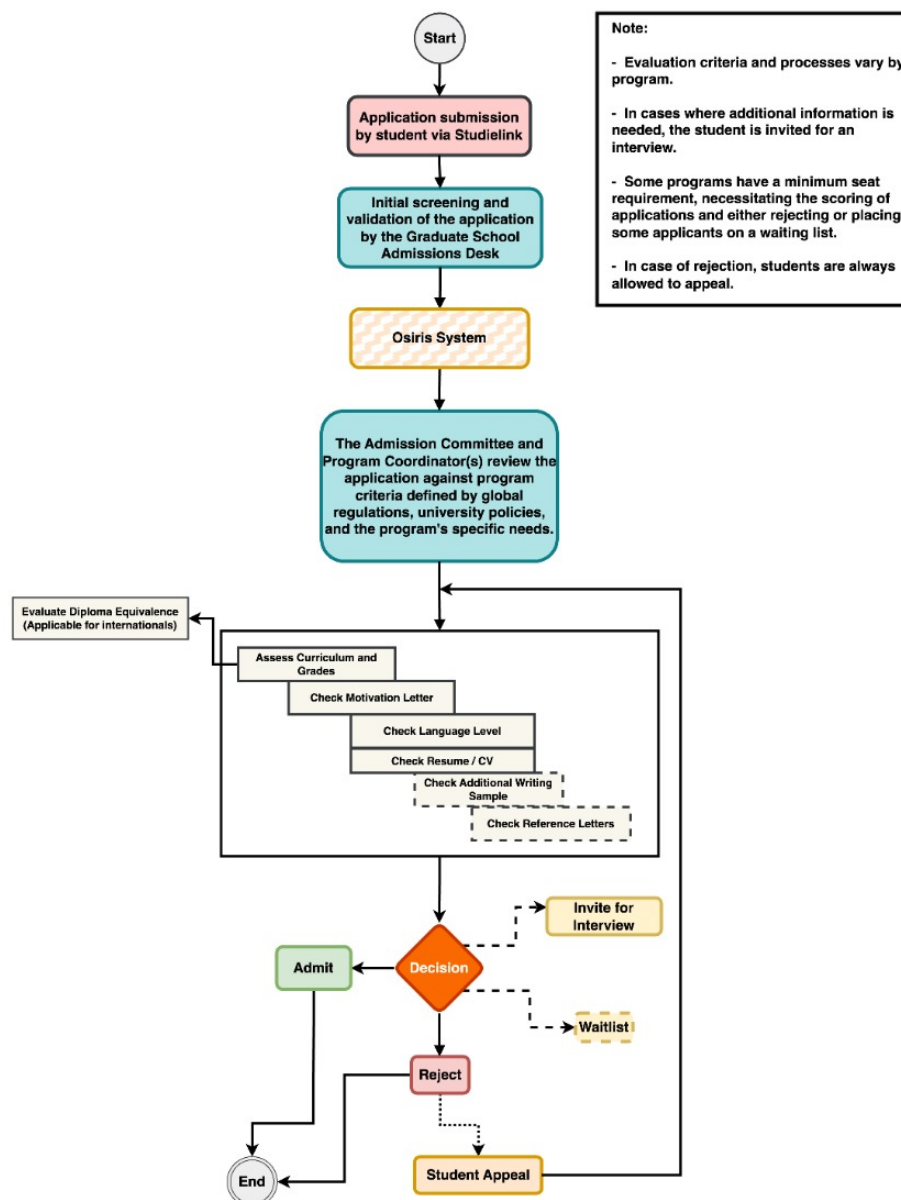 Start
Note:
- Evaluation criteria and processes vary by
program.
- In cases where additional information is
needed, the student is invited for an
interview.
- Some programs have a minimum seat
requirement, necessitating the scoring of
applications and either rejecting or placing
some applicants on a waiting list.
- In case of rejection, students are always
allowed to appeal.
Application submission
by student via Studielink
Initial screening and
validation of the application
by the Graduate School
Admissions Desk
Osiris System
The Admission Committee and
Program Coordinator(s) review the
application against program
criteria defined by global
regulations, university policies,
and the program's specific needs.
Evaluate Diploma Equivalence
(Applicable for internationals)
Assess Curriculum and
Grades
Check Motivation Letter
Check Language Level
Check Resume / CV
Check Additional Writing
Sample
Check Reference Letters
Invite for
Interview
Decision
Admit
Waitlist
Reject
Student Appeal
End